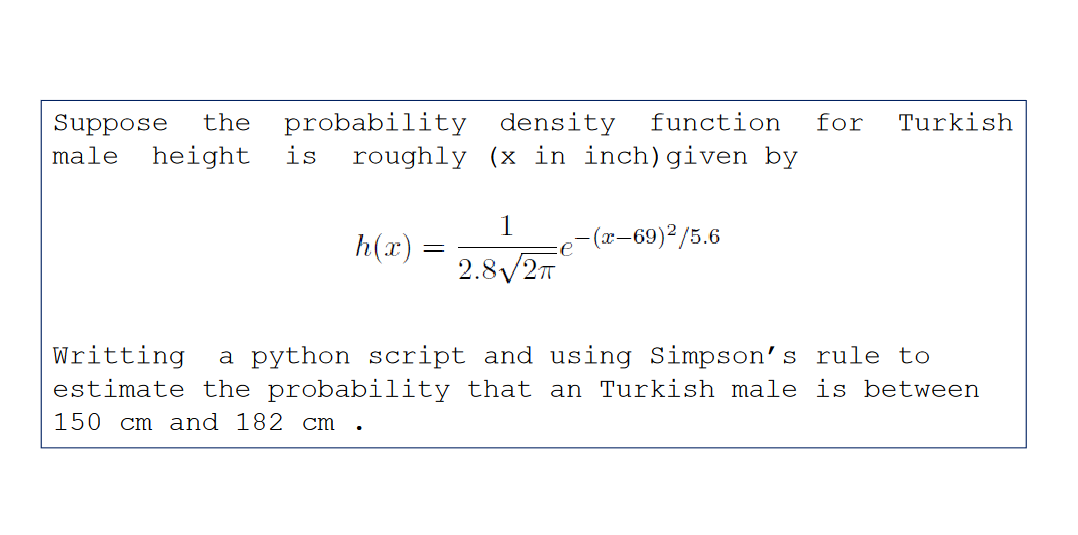 Suppose the probability density function for Turkish
male height is roughly (x in inch)given by
h(x) = \frac{1}{2.8\sqrt{2\pi}}e^{-(x-69)^2/5.6}
Writting a python script and using Simpson's rule to
estimate the probability that an Turkish male is between
150 cm and 182 cm .